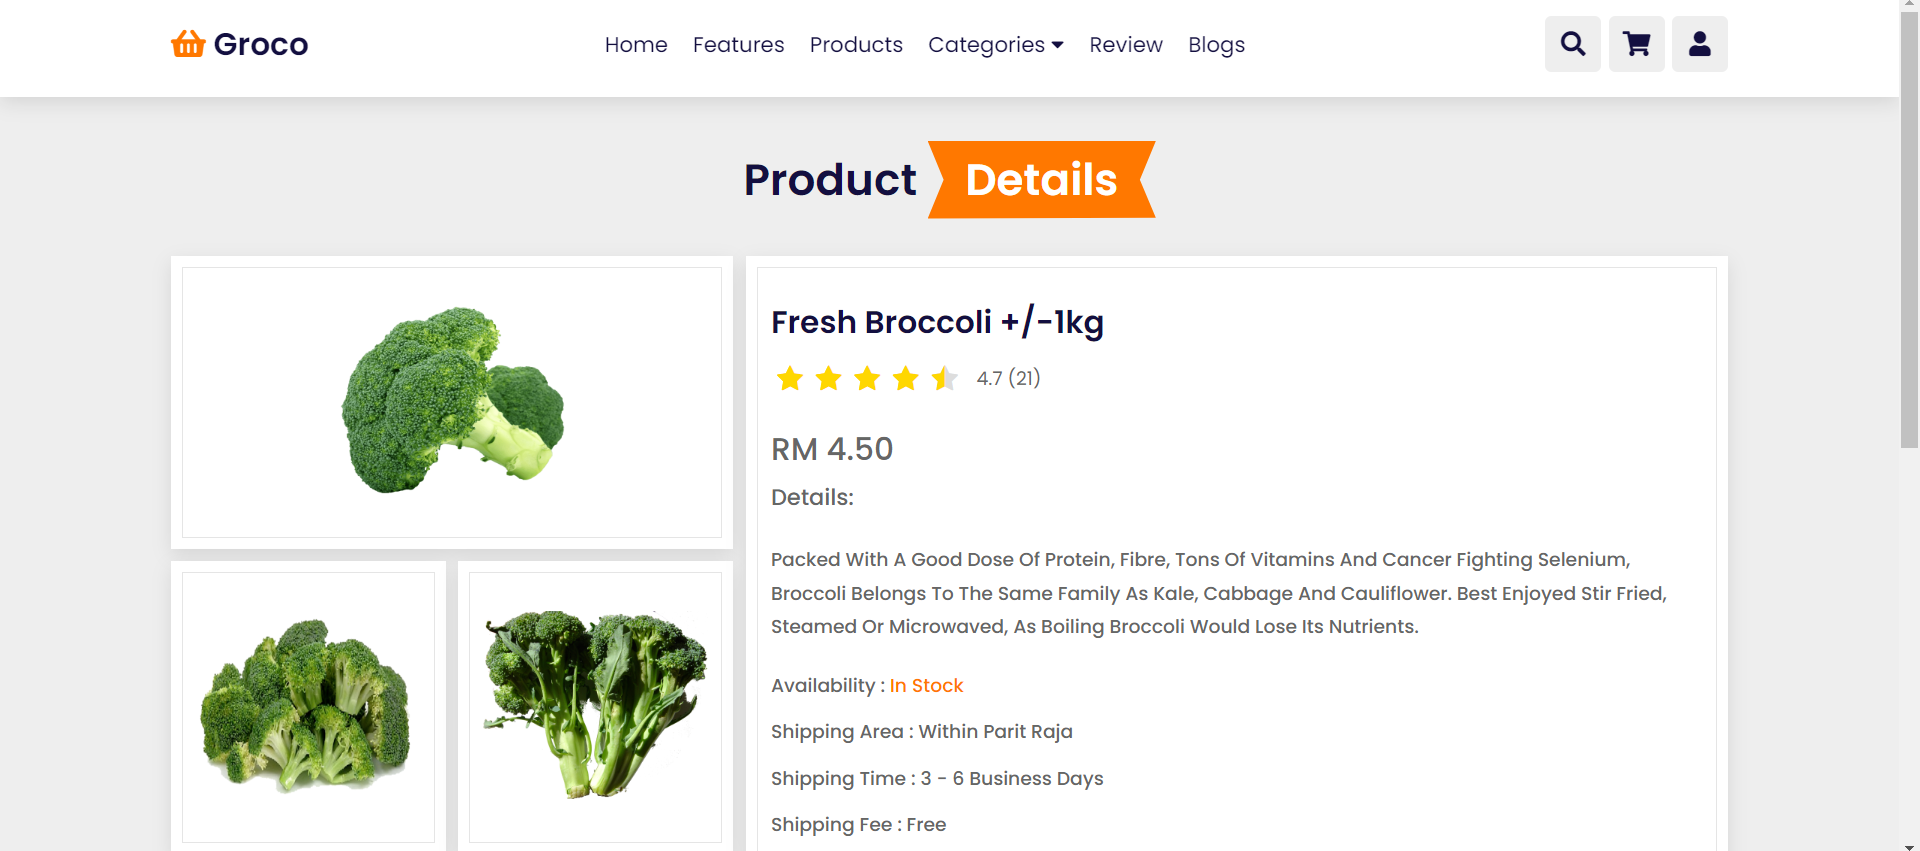 Groco
Home Features Products Categories Review Blogs
Product Details
Fresh Broccoli +/-1kg
4.7 (21)
RM 4.50
Details:
Packed With A Good Dose Of Protein, Fibre, Tons Of Vitamins And Cancer Fighting Selenium,
Broccoli Belongs To The Same Family As Kale, Cabbage And Cauliflower. Best Enjoyed Stir Fried,
Steamed Or Microwaved, As Boiling Broccoli Would Lose Its Nutrients.
Availability : In Stock
Shipping Area : Within Parit Raja
Shipping Time : 3 - 6 Business Days
Shipping Fee : Free